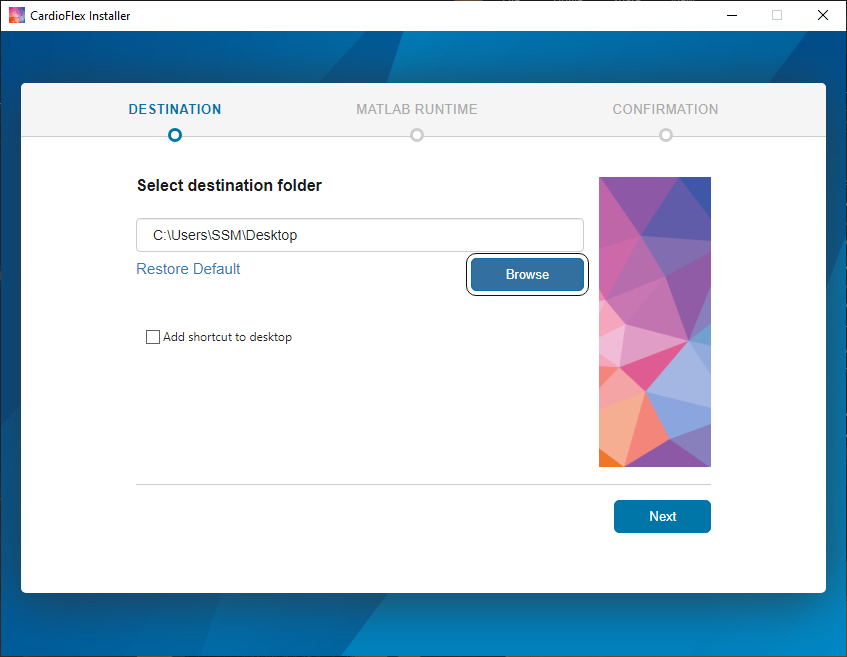 CardioFlex Installer
DESTINATION
MATLAB RUNTIME
CONFIRMATION
Select destination folder
C:\Users\SSM\Desktop
Restore Default
Browse
Add shortcut to desktop
Next